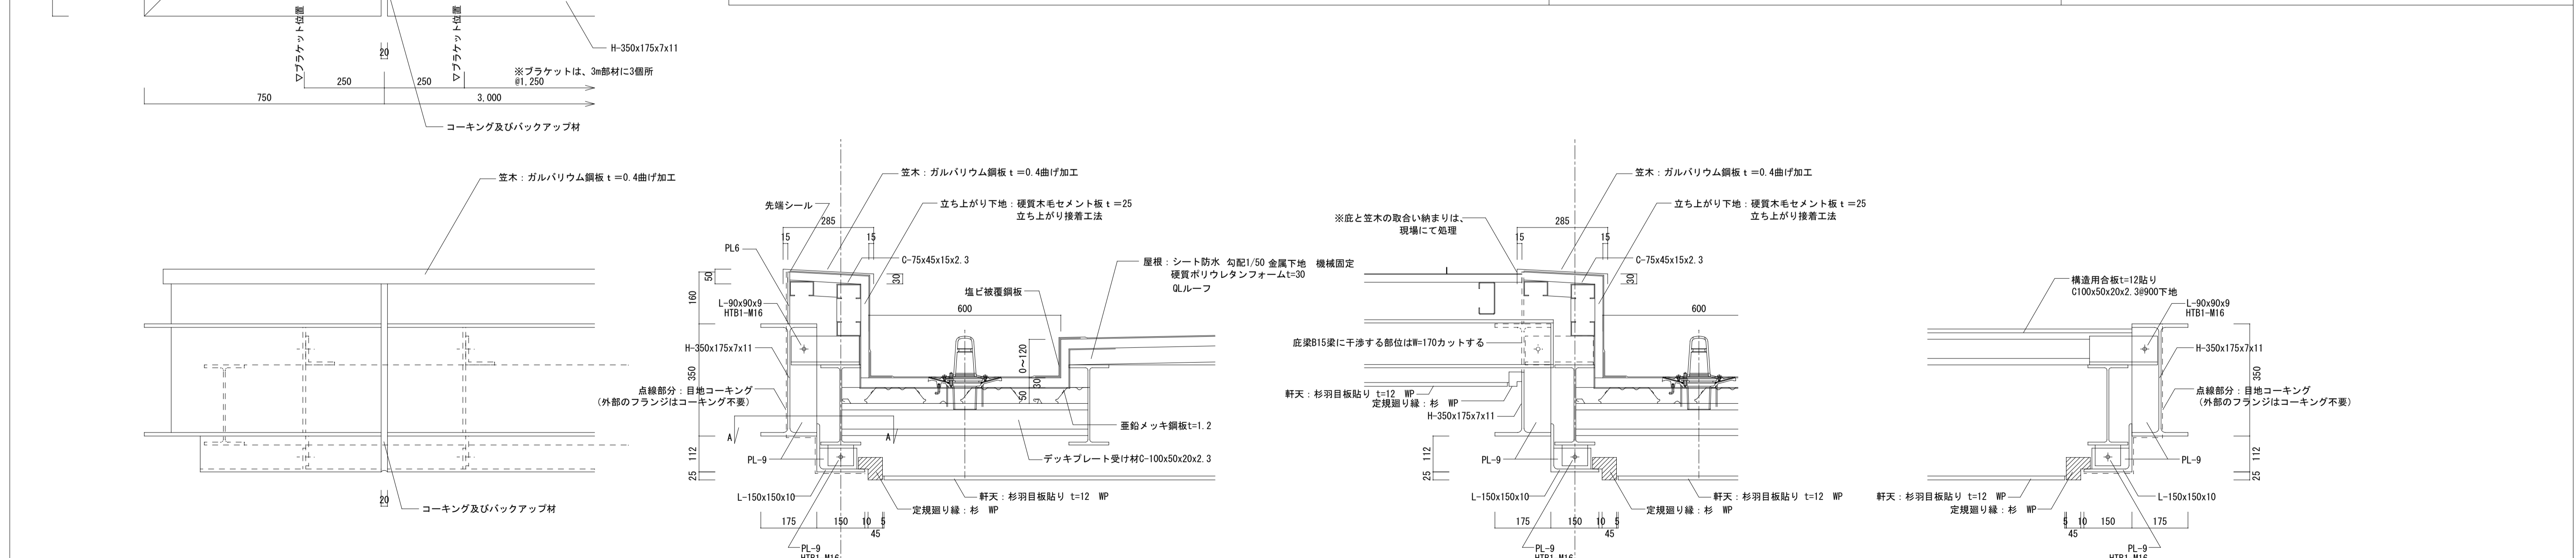 ▽ブラケット位置
▽ブラケット位置
20
H-350x175x7x11
※ブラケットは、3m部材に3個所
@1,250
250
250
750
3,000
コーキング及びバックアップ材
笠木：ガルバリウム鋼板ｔ＝0.4曲げ加工
20
コーキング及びバックアップ材
笠木：ガルバリウム鋼板ｔ＝0.4曲げ加工
先端シール
立ち上がり下地：硬質木毛セメント板ｔ＝25
立ち上がり接着工法
285
15
15
PL6
C-75x45x15x2.3
50
30
屋根：シート防水 勾配1/50 金属下地 機械固定
硬質ポリウレタンフォームt=30
QLルーフ
塩ビ被覆鋼板
160
L-90x90x9
HTB1-M16
600
H-350x175x7x11
350
0~120
30
50
点線部分：目地コーキング
（外部のフランジはコーキング不要）
A
A
亜鉛メッキ鋼板t=1.2
PL-9
デッキプレート受け材C-100x50x20x2.3
112
25
L-150x150x10
軒天：杉羽目板貼り t=12 WP
定規廻り縁：杉 WP
175
150
10
5
45
PL-9
HTB1-M16
笠木：ガルバリウム鋼板ｔ＝0.4曲げ加工
立ち上がり下地：硬質木毛セメント板ｔ＝25
立ち上がり接着工法
※庇と笠木の取合い納まりは、
現場にて処理
285
15
15
C-75x45x15x2.3
30
600
庇梁B15梁に干渉する部位はW=170カットする
軒天：杉羽目板貼り t=12 WP
定規廻り縁：杉 WP
H-350x175x7x11
PL-9
112
25
L-150x150x10
軒天：杉羽目板貼り t=12 WP
定規廻り縁：杉 WP
175
150
10
5
45
PL-9
HTB1-M16
構造用合板t=12貼り
C100x50x20x2.3@900下地
L-90x90x9
HTB1-M16
H-350x175x7x11
350
点線部分：目地コーキング
（外部のフランジはコーキング不要）
PL-9
112
25
L-150x150x10
軒天：杉羽目板貼り t=12 WP
定規廻り縁：杉 WP
5
10
150
175
45
PL-9
HTB1-M16